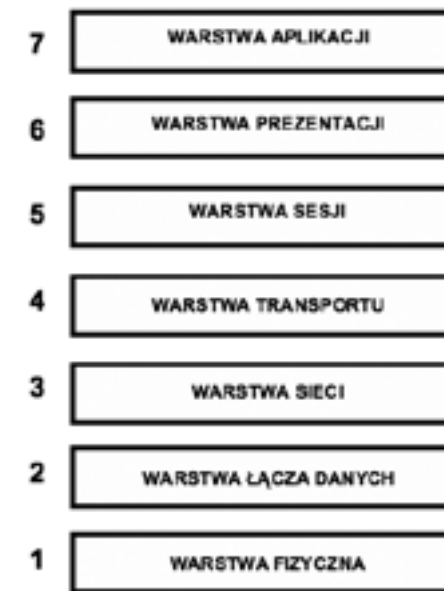 7 WARSTWA APLIKACJI
6 WARSTWA PREZENTACJI
5 WARSTWA SESJI
4 WARSTWA TRANSPORTU
3 WARSTWA SIECI
2 WARSTWA ŁĄCZA DANYCH
1 WARSTWA FIZYCZNA